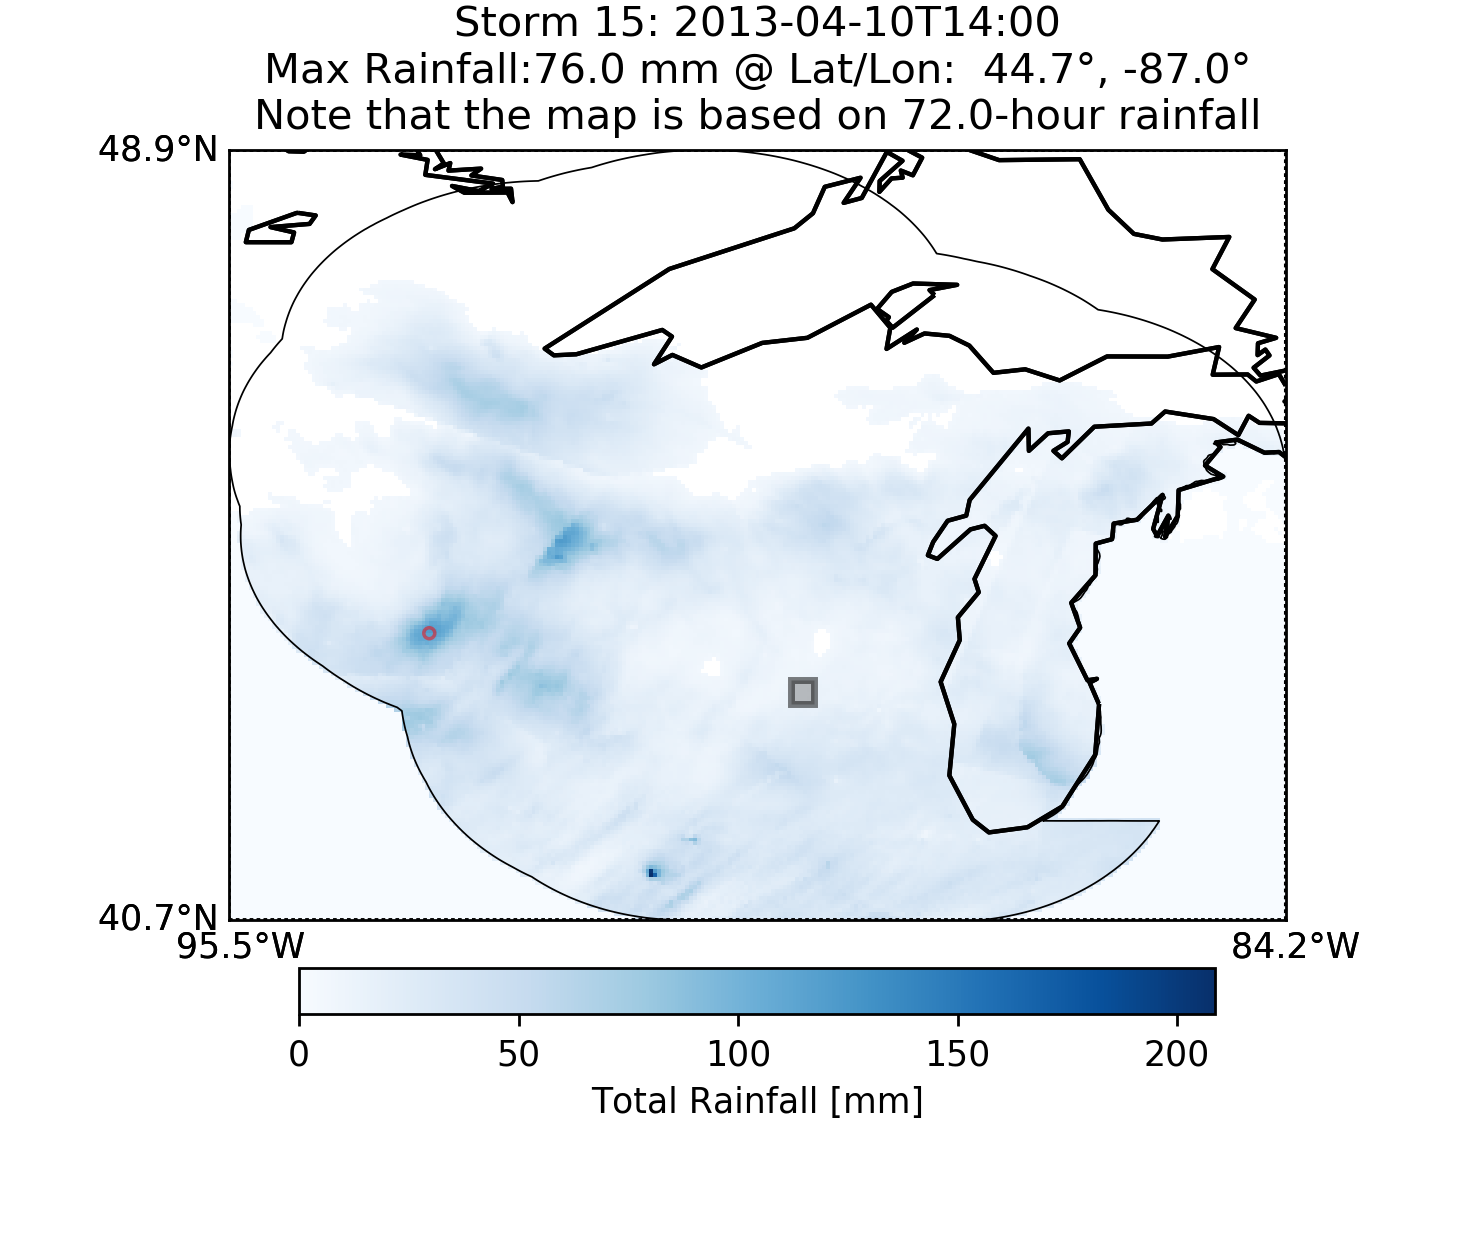 Storm 15: 2013-04-10T14:00
Max Rainfall:76.0 mm @ Lat/Lon:  44.7°, -87.0°
Note that the map is based on 72.0-hour rainfall
48.9°N
40.7°N
95.5°W
84.2°W
0
50
100
150
200
Total Rainfall [mm]